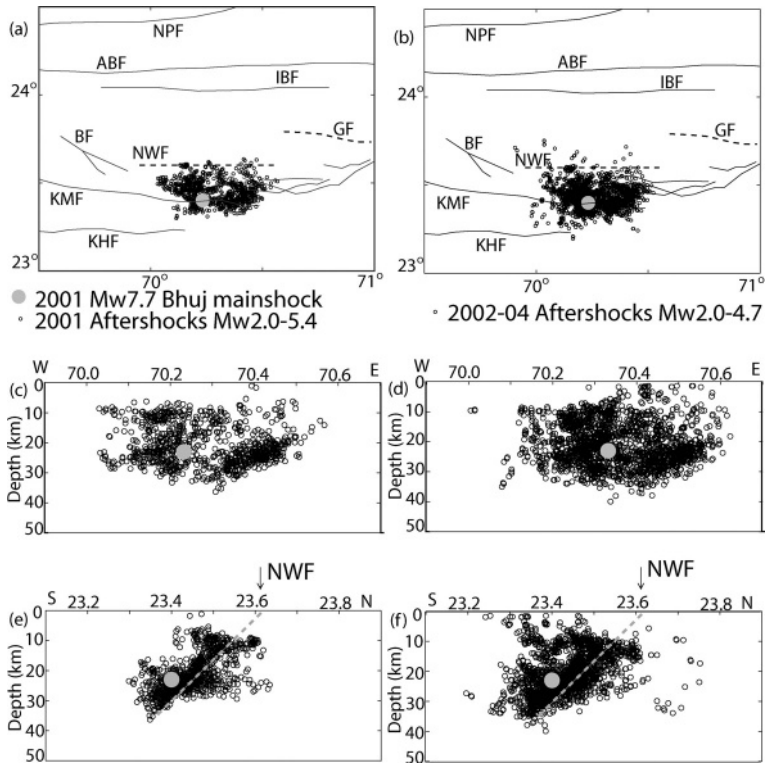 (a)
NPF
ABF
IBF
24°
GF
BF
NWF
KMF
KHF
23°
70°
71°
2001 Mw7.7 Bhuj mainshock
2001 Aftershocks Mw2.0-5.4
(b)
NPF
ABF
IBF
24°
GF
BF
NWF
KMF
KHF
23°
70°
71°
2002-04 Aftershocks Mw2.0-4.7
(c)
W 70.0 70.2 70.4 70.6 E
Depth (km)
0
10
20
30
40
50
(d)
W 70.0 70.2 70.4 70.6 E
Depth (km)
0
10
20
30
40
50
NWF
(e)
S 23.2 23.4 23.6 23.8 N
Depth (km)
0
10
20
30
40
50
NWF
(f)
S 23.2 23.4 23.6 23.8 N
Depth (km)
0
10
20
30
40
50